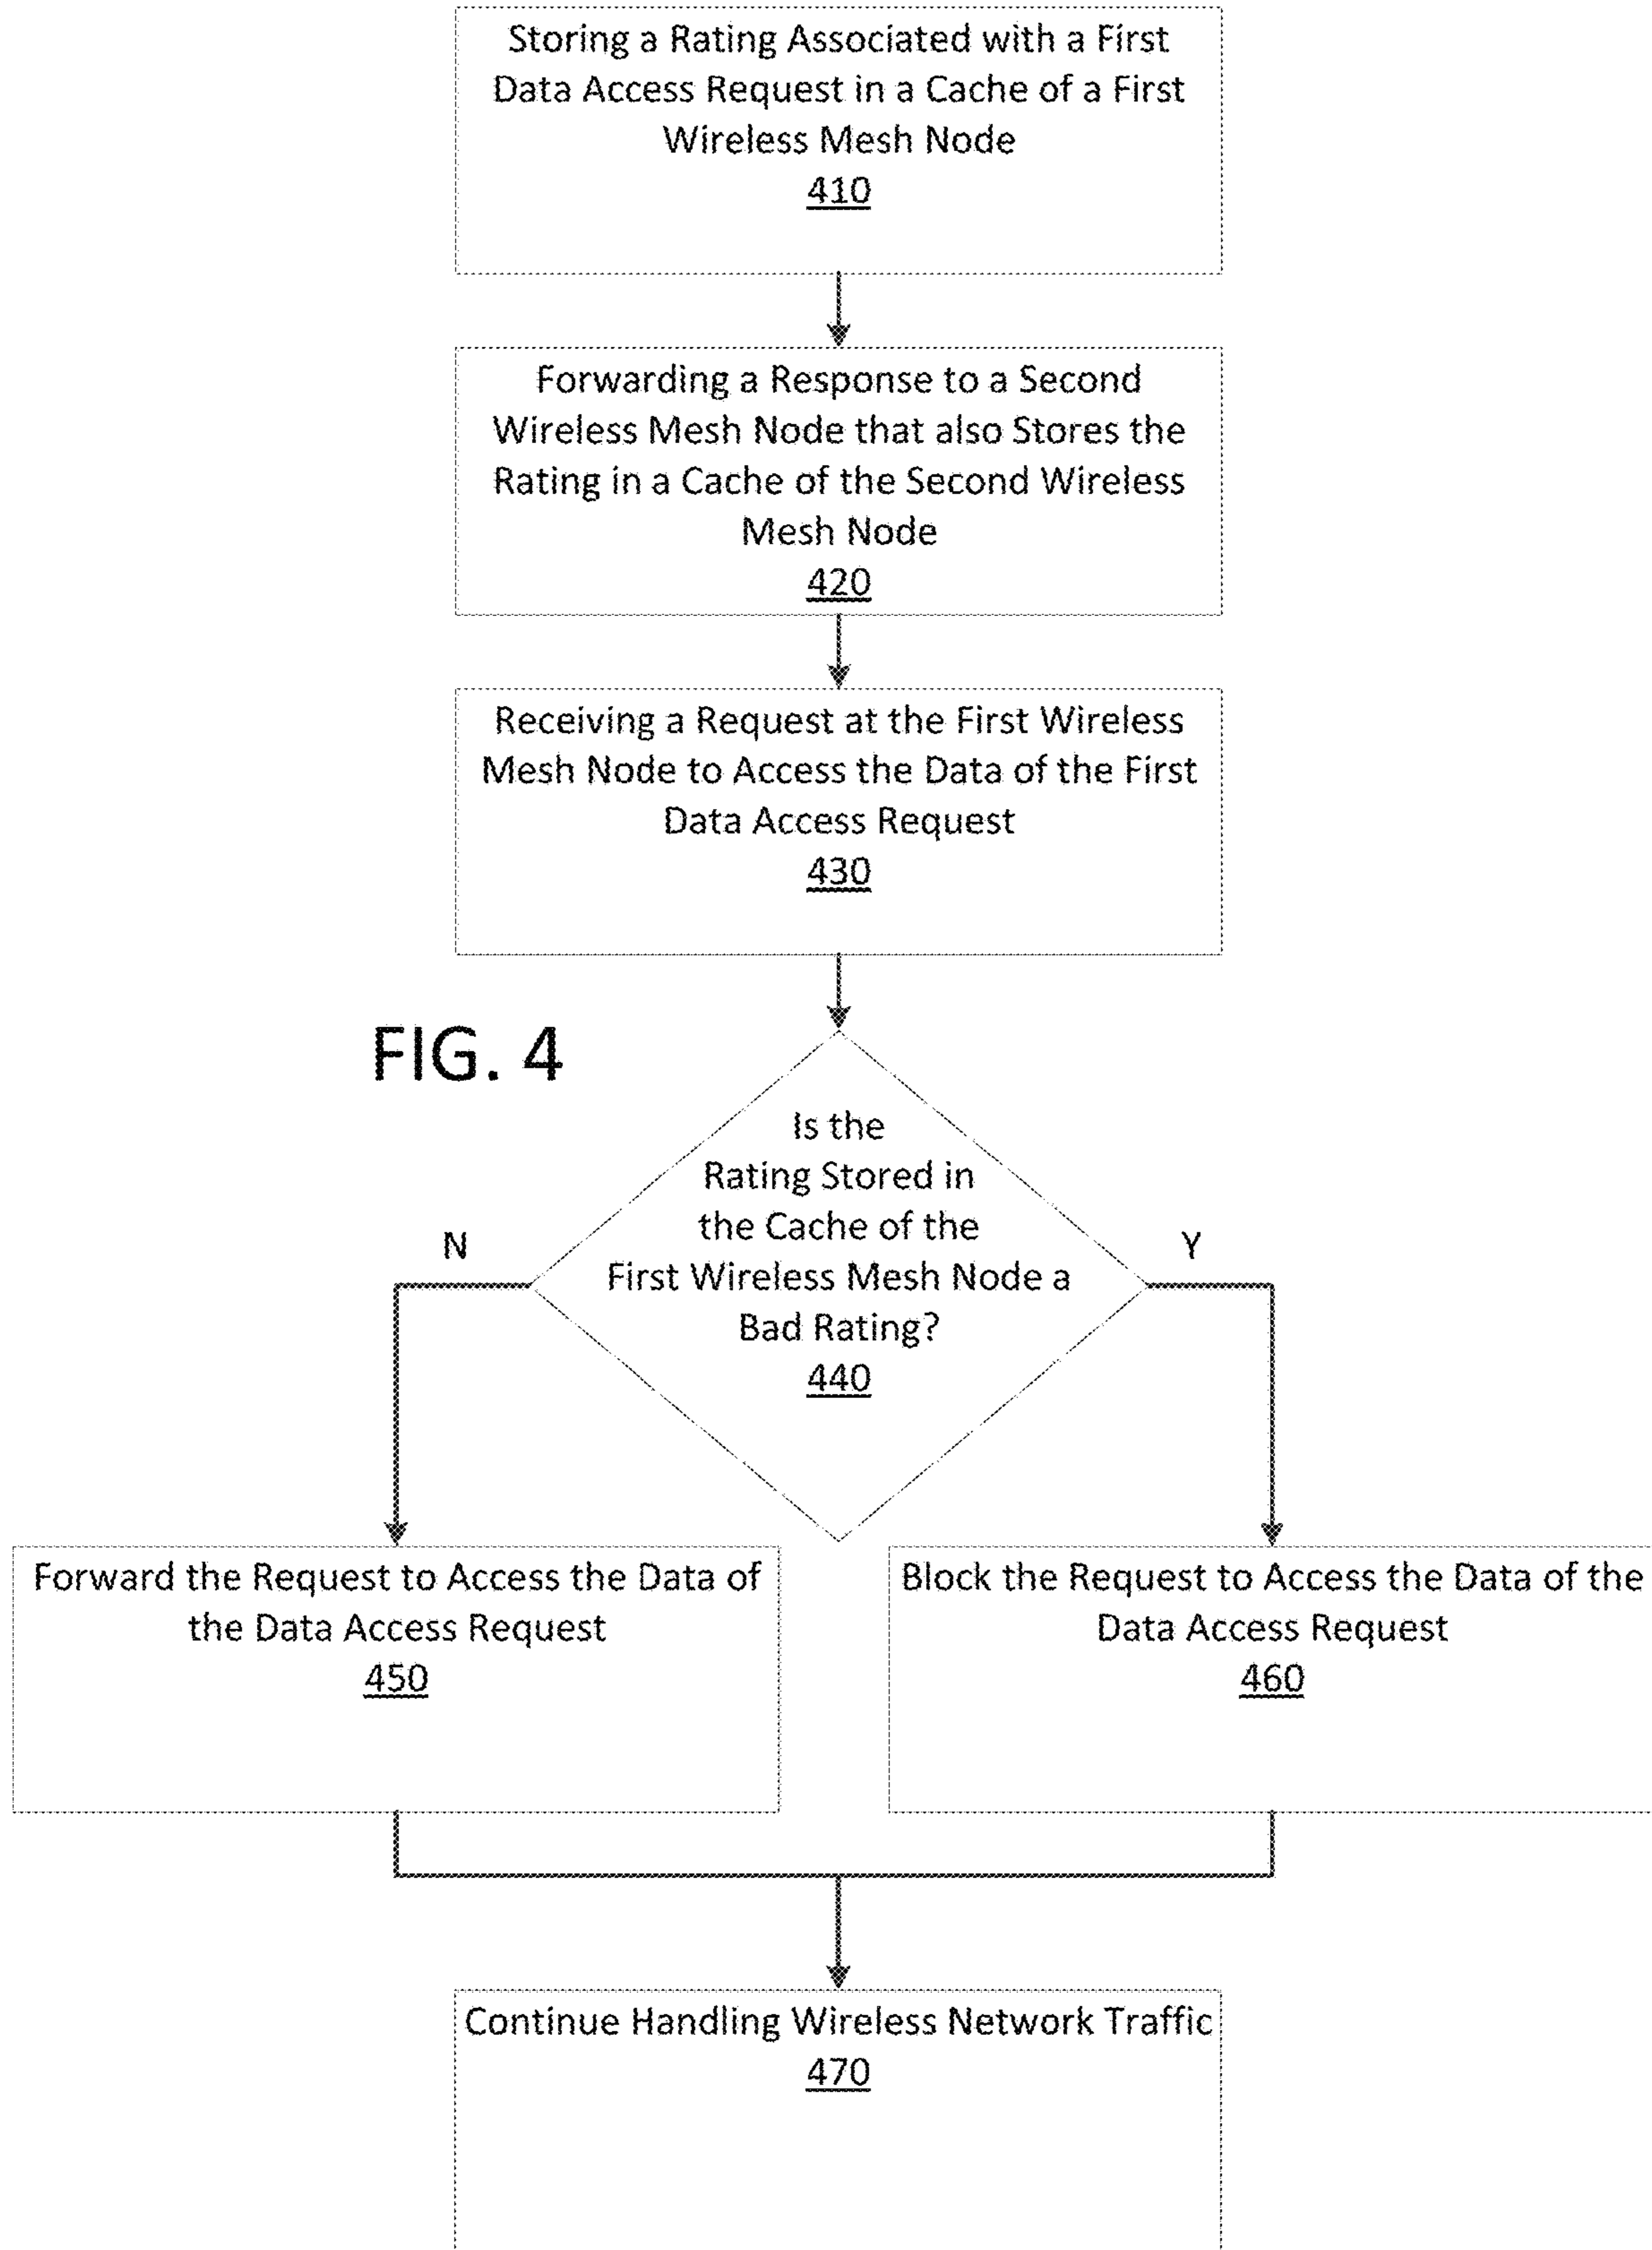 Storing a Rating Associated with a First
Data Access Request in a Cache of a First
Wireless Mesh Node
410
Forwarding a Response to a Second
Wireless Mesh Node that also Stores the
Rating in a Cache of the Second Wireless
Mesh Node
420
Receiving a Request at the First Wireless
Mesh Node to Access the Data of the First
Data Access Request
430
FIG. 4
Is the
Rating Stored in
the Cache of the
First Wireless Mesh Node a
Bad Rating?
440
N
Y
Forward the Request to Access the Data of
the Data Access Request
450
Block the Request to Access the Data of the
Data Access Request
460
Continue Handling Wireless Network Traffic
470